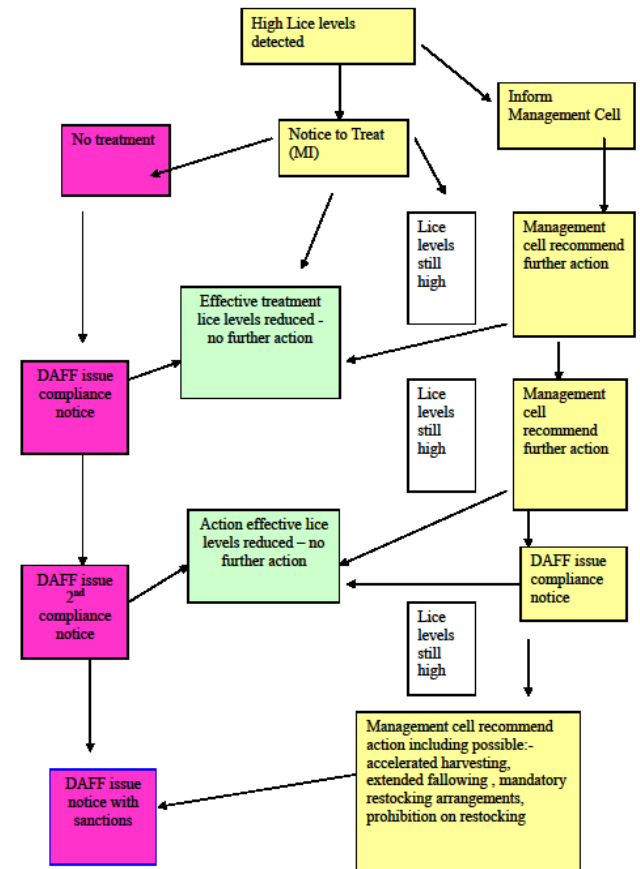 High Lice levels
detected
Inform
Management Cell
No treatment
Notice to Treat
(MI)
Lice
levels
still
high
Management
cell recommend
further action
Effective treatment
lice levels reduced -
no further action
DAFF issue
compliance
notice
Lice
levels
still
high
Management
cell
recommend
further action
Action effective lice
levels reduced – no
further action
DAFF issue
compliance
notice
DAFF issue
2nd
compliance
notice
Lice
levels
still
high
Management cell recommend
action including possible:-
accelerated harvesting,
extended fallowing , mandatory
restocking arrangements,
prohibition on restocking
DAFF issue
notice with
sanctions